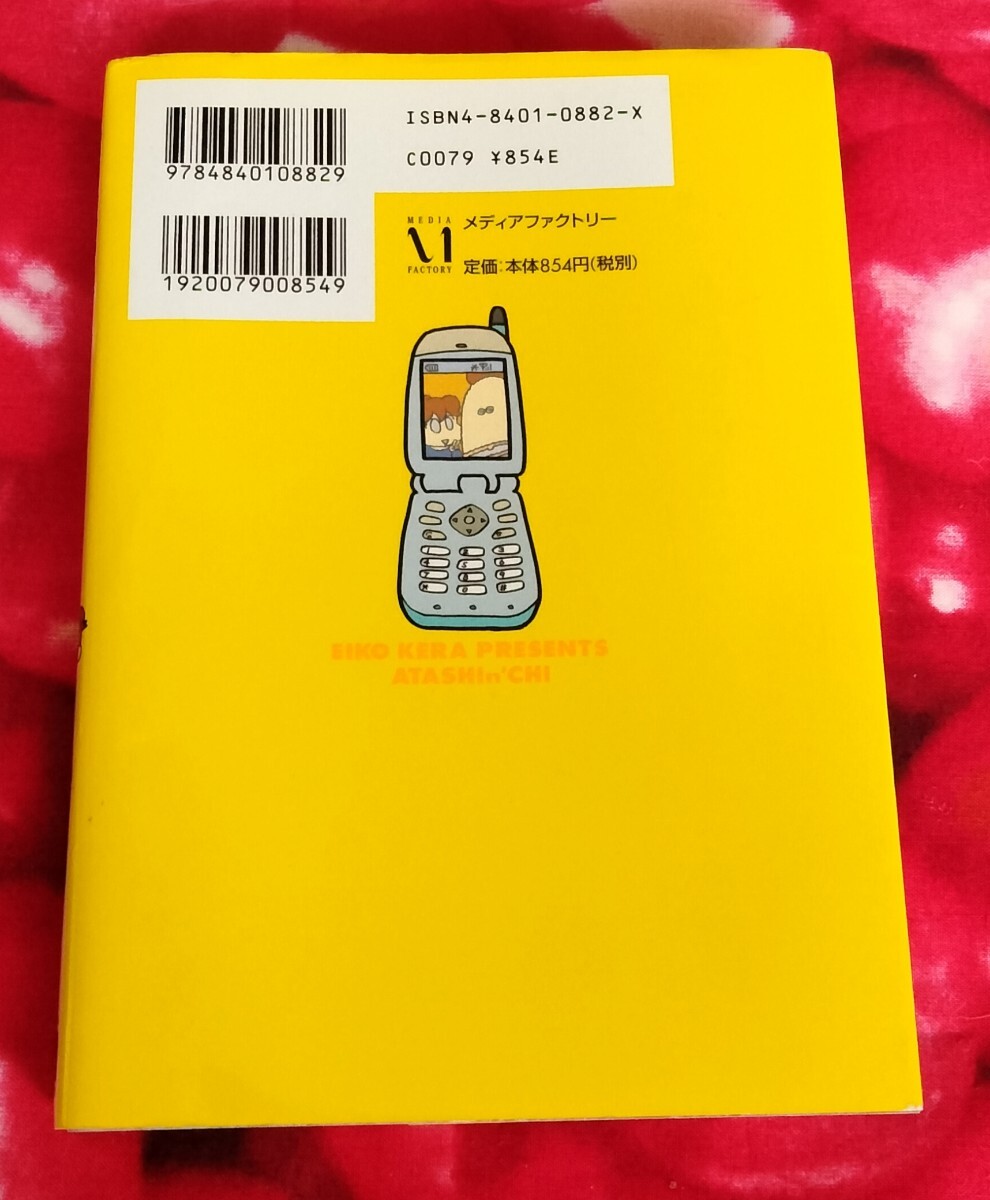 ISBN4-8401-0882-X
9784840108829
C0079 ¥854E
MEDIA
FACTORY
メディアファクトリー
定価:本体854円(税別)
1920079008549
EIKO KERA PRESENTS
ATASHIn'CHI